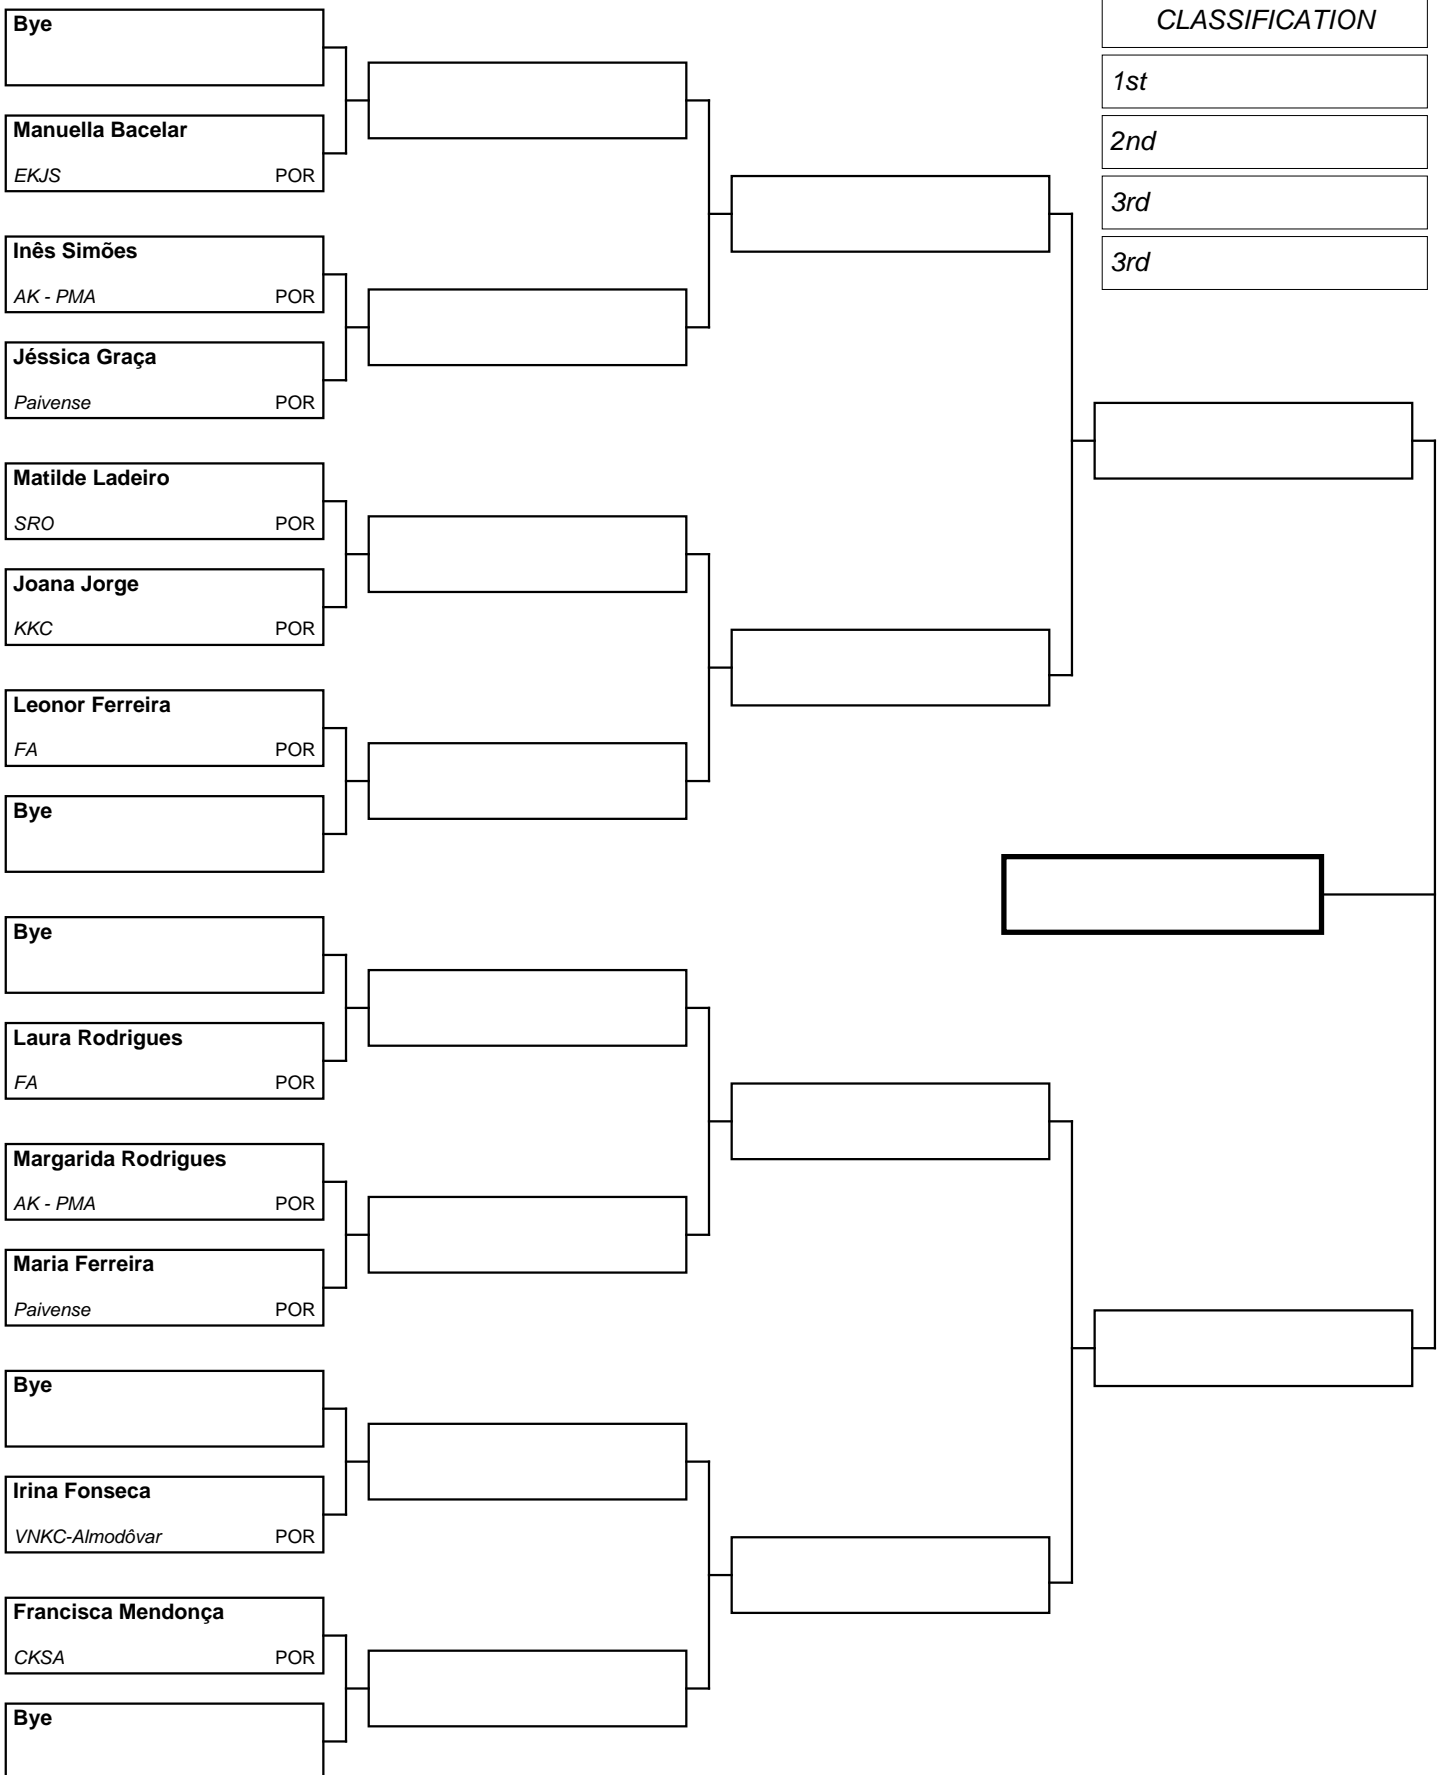 CLASSIFICATION
1st
2nd
3rd
3rd
Bye
Manuella Bacelar
EKJS POR
Inês Simões
AK - PMA POR
Jéssica Graça
Paivense POR
Matilde Ladeiro
SRO POR
Joana Jorge
KKC POR
Leonor Ferreira
FA POR
Bye
Bye
Laura Rodrigues
FA POR
Margarida Rodrigues
AK - PMA POR
Maria Ferreira
Paivense POR
Bye
Irina Fonseca
VNKC-Almodôvar POR
Francisca Mendonça
CKSA POR
Bye